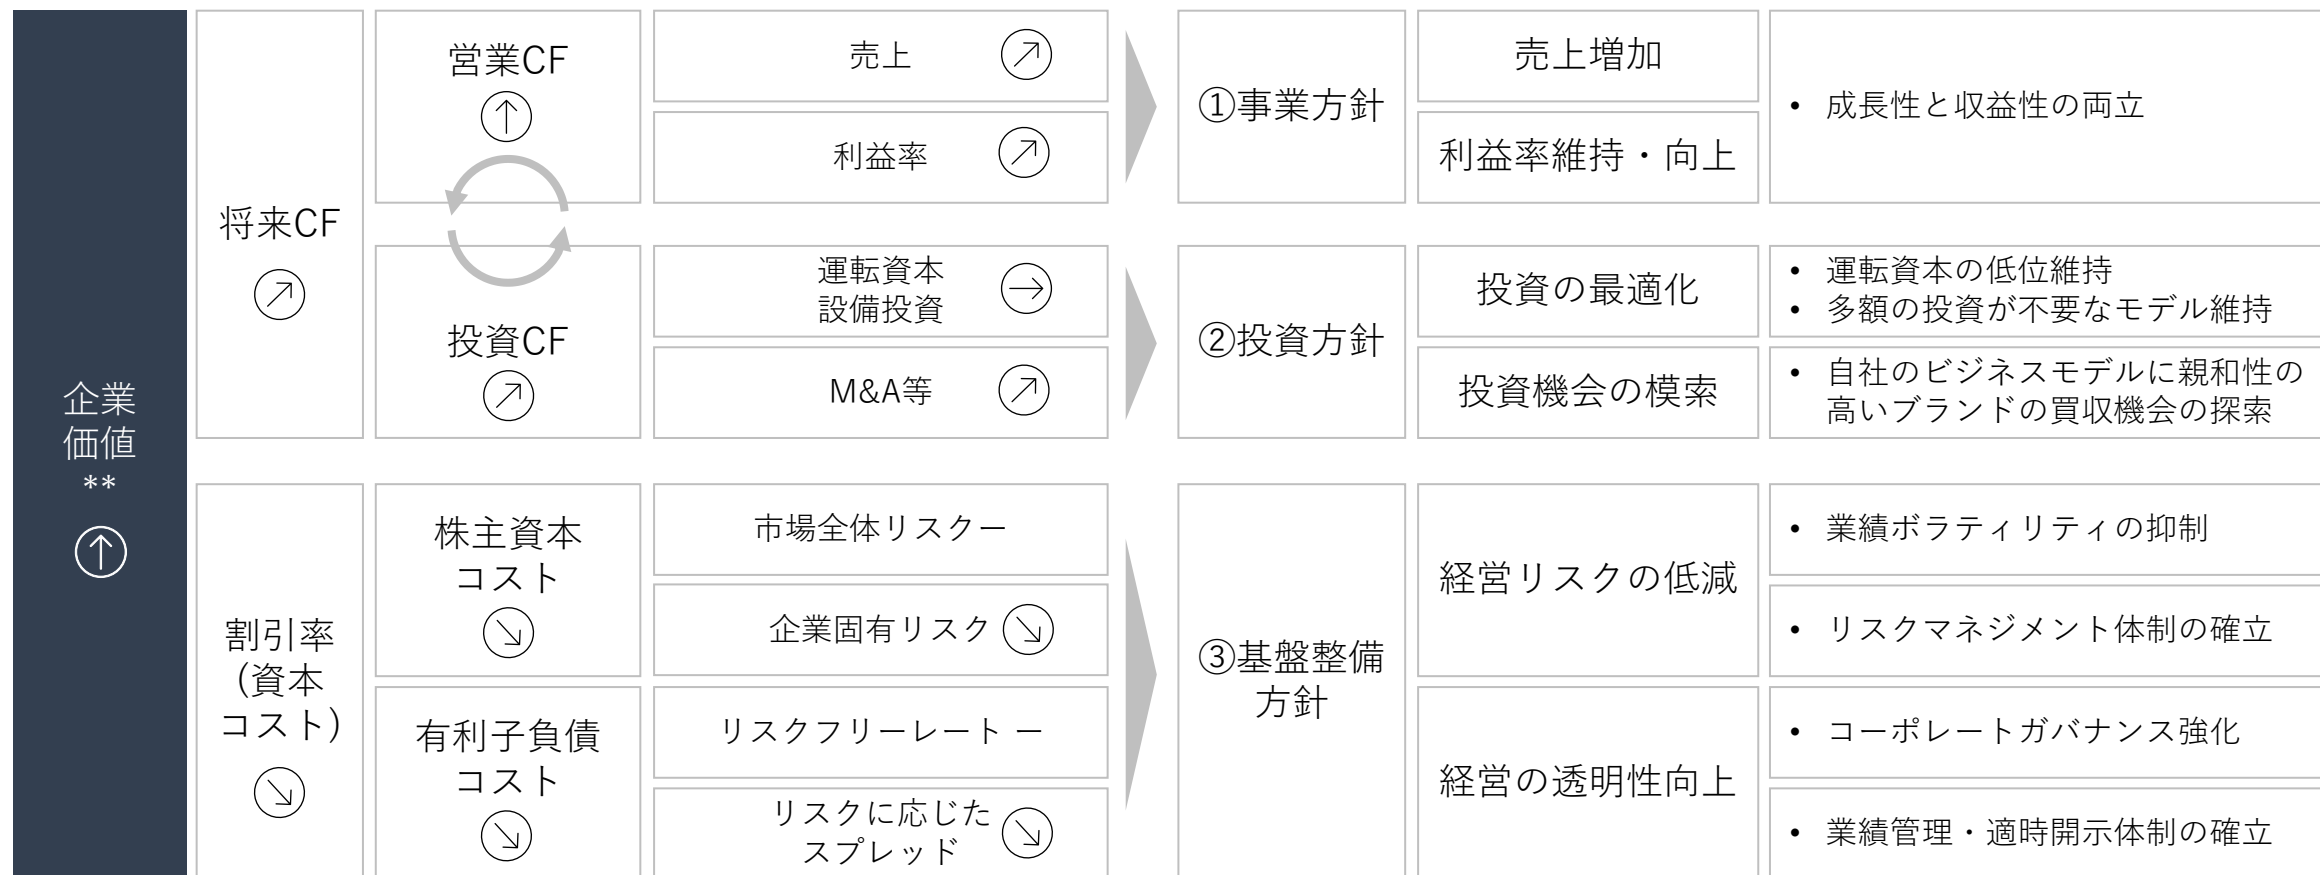 企業
価値
**
将来CF
営業CF
売上
利益率
投資CF
運転資本
設備投資
M&A等
①事業方針
売上増加
利益率維持・向上
• 成長性と収益性の両立
②投資方針
投資の最適化
• 運転資本の低位維持
• 多額の投資が不要なモデル維持
投資機会の模索
• 自社のビジネスモデルに親和性の
高いブランドの買収機会の探索
割引率
(資本
コスト)
株主資本
コスト
市場全体リスクー
企業固有リスク
有利子負債
コスト
リスクフリーレート ー
リスクに応じた
スプレッド
③基盤整備
方針
経営リスクの低減
• 業績ボラティリティの抑制
• リスクマネジメント体制の確立
経営の透明性向上
• コーポレートガバナンス強化
• 業績管理・適時開示体制の確立